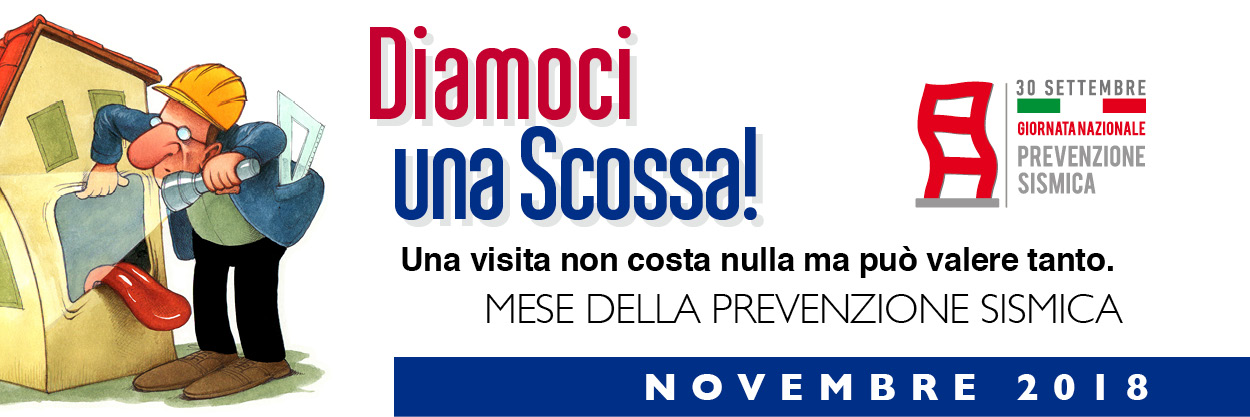 Diamoci
una Scossa!
30 SETTEMBRE
GIORNATA NAZIONALE
PREVENZIONE
SISMICA
Una visita non costa nulla ma può valere tanto.
MESE DELLA PREVENZIONE SISMICA
NOVEMBRE 2018